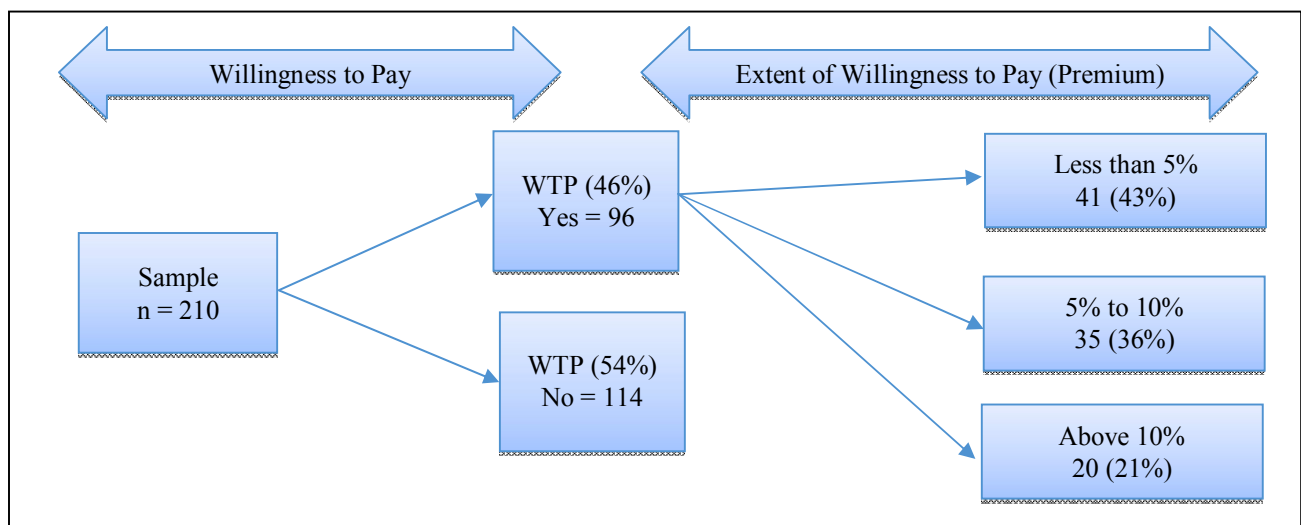 Willingness to Pay
Extent of Willingness to Pay (Premium)
Sample
n = 210
WTP (46%)
Yes = 96
WTP (54%)
No = 114
Less than 5%
41 (43%)
5% to 10%
35 (36%)
Above 10%
20 (21%)